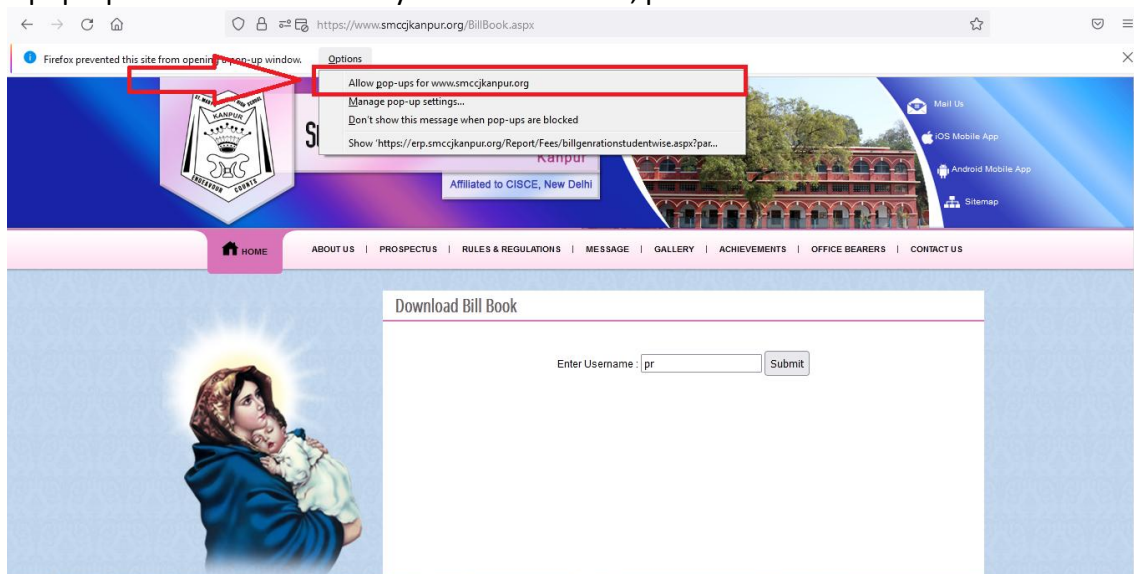 https://www.smccjkanpur.org/BillBook.aspx
Firefox prevented this site from opening a pop-up window. Options
Allow pop-ups for www.smccjkanpur.org
Manage pop-up settings...
Don't show this message when pop-ups are blocked
Show 'https://erp.smccjkanpur.org/Report/Fees/billgenrationstudentwise.aspx?par...
KANPUR
SMC
ENDEAVOUR COUNTS
Kanpur
Affiliated to CISCE, New Delhi
Mail Us
iOS Mobile App
Android Mobile App
Sitemap
HOME ABOUT US | PROSPECTUS | RULES & REGULATIONS | MESSAGE | GALLERY | ACHIEVEMENTS | OFFICE BEARERS | CONTACT US
Download Bill Book
Enter Username : pr Submit